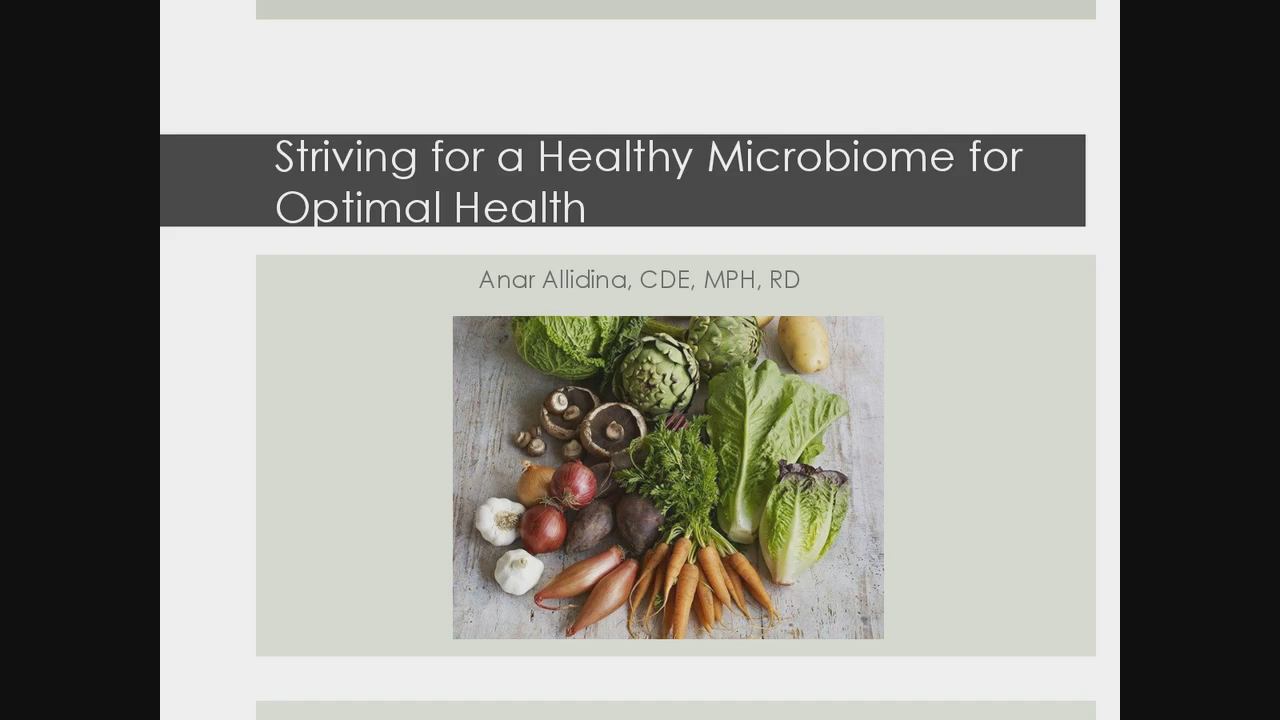 Striving for a Healthy Microbiome for
Optimal Health
Anar Allidina, CDE, MPH, RD